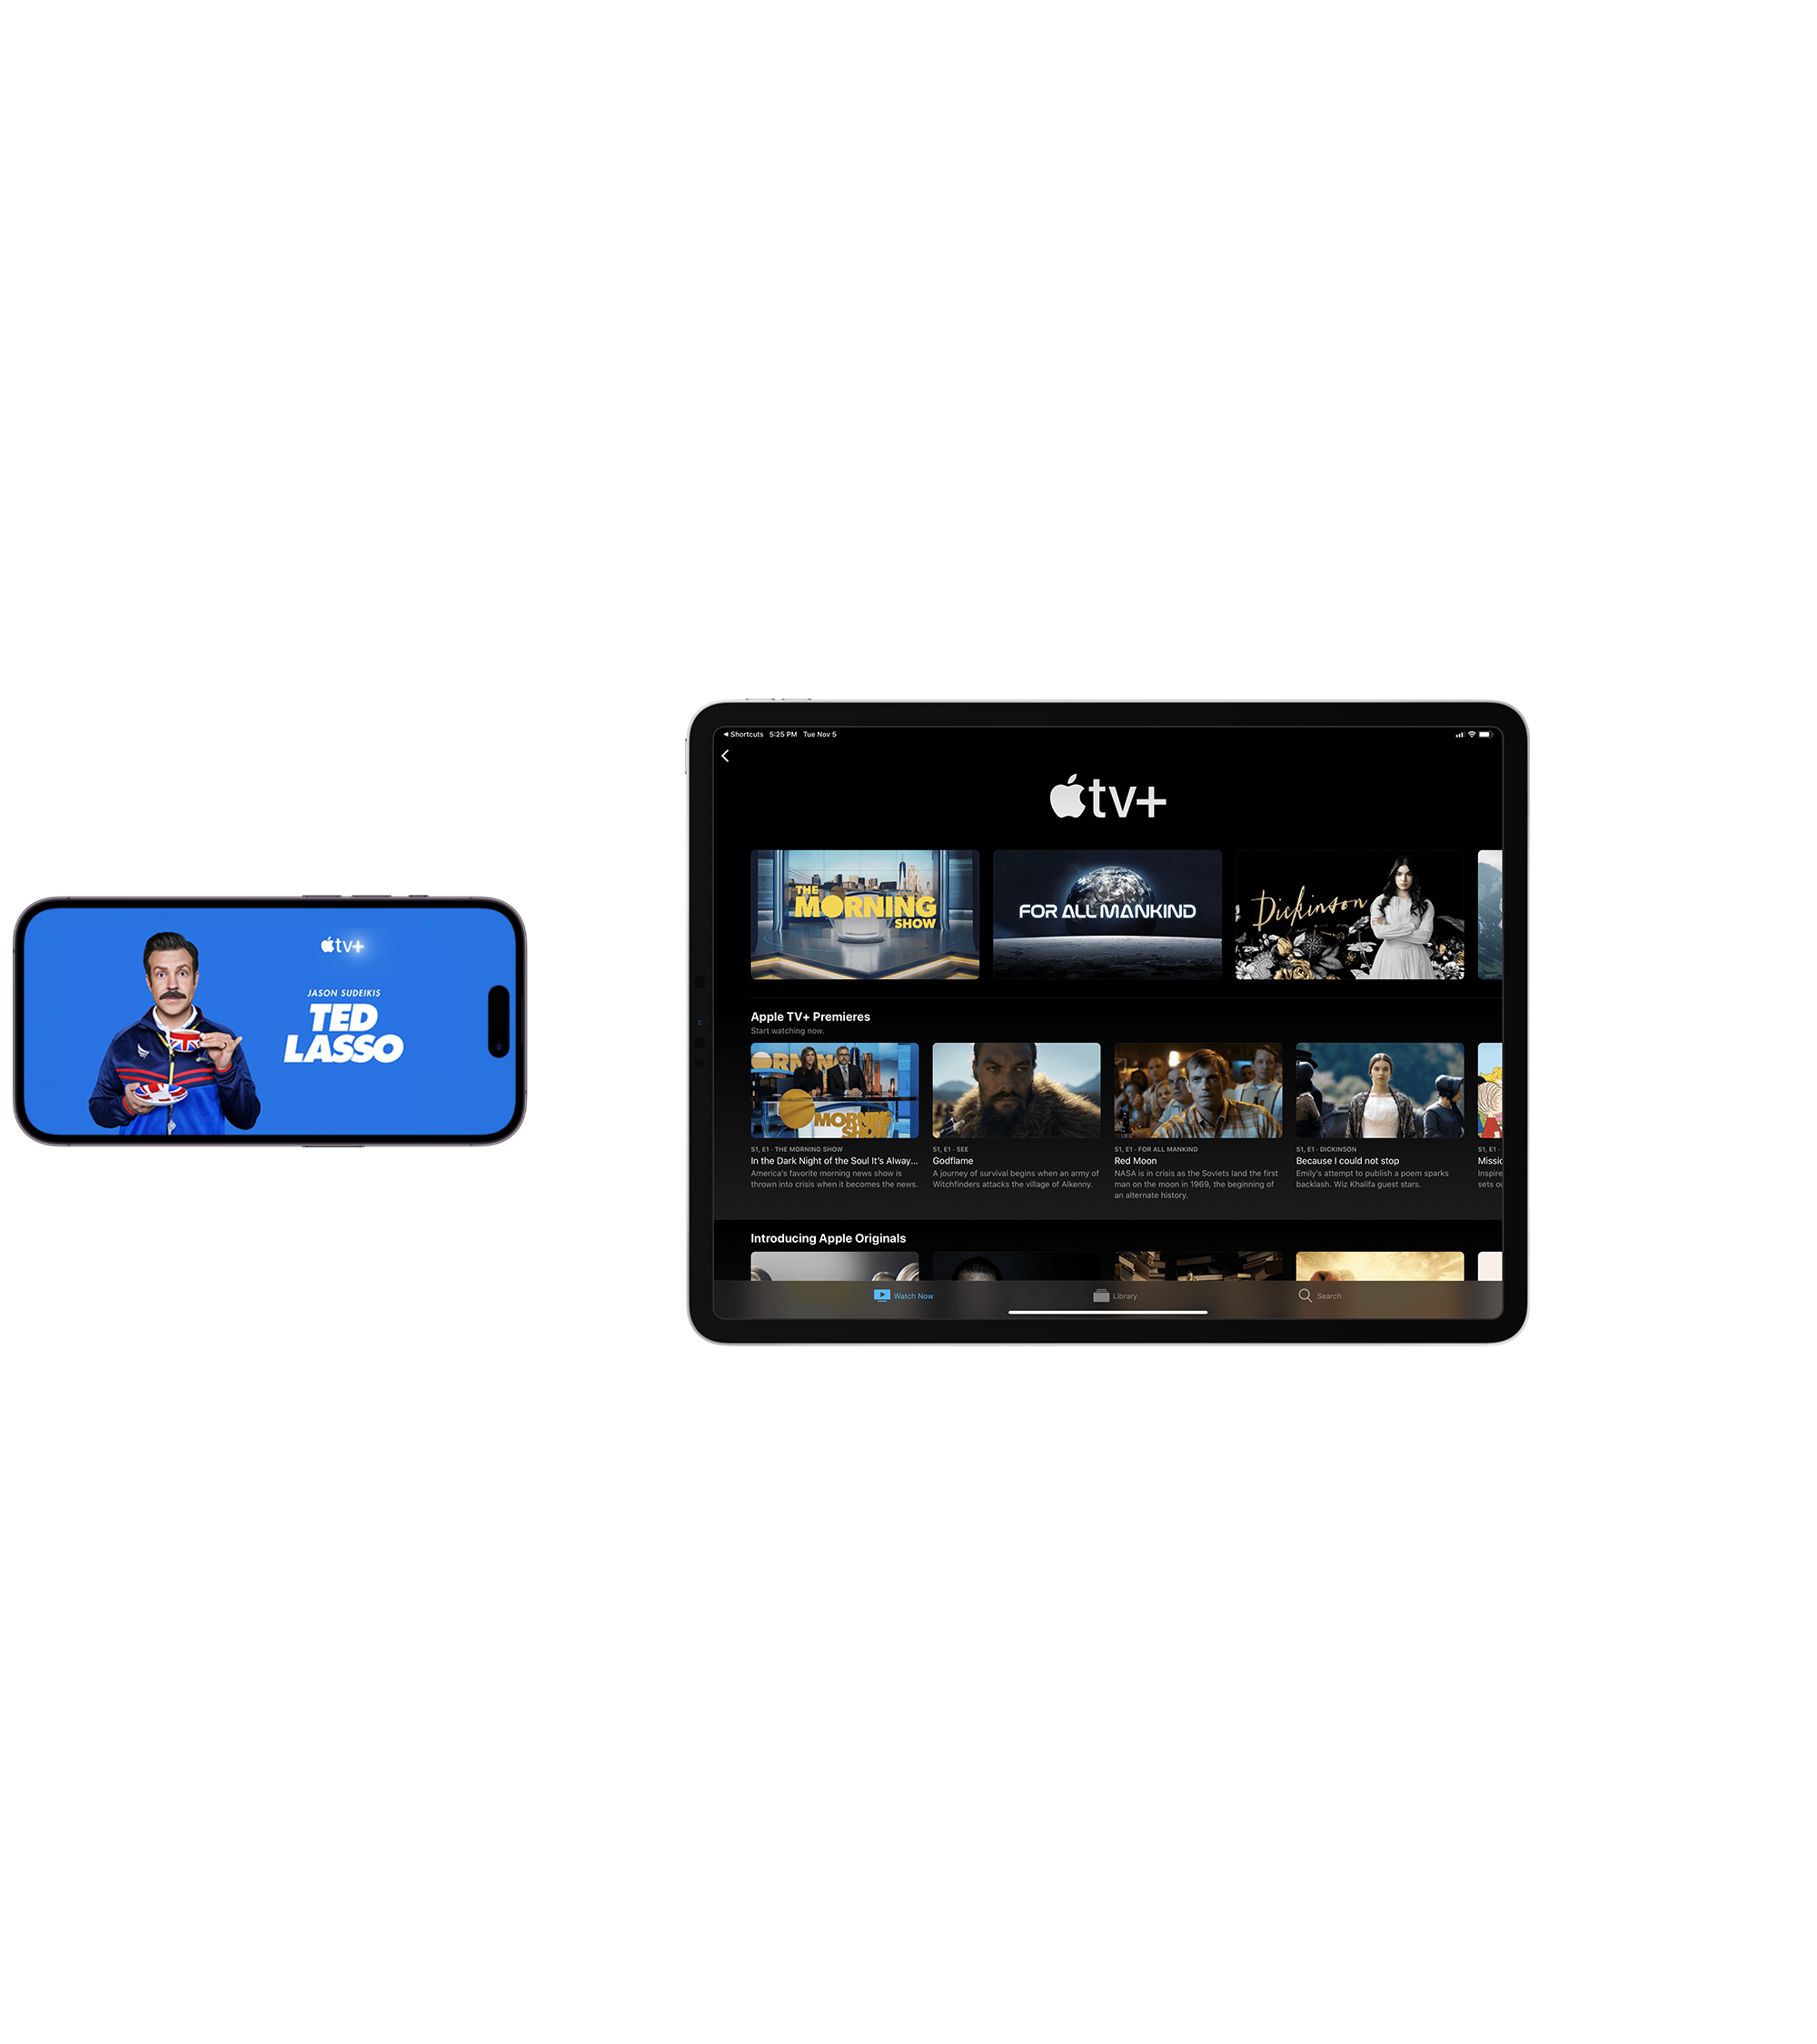 tv+
JASON SUDEIKIS
TED
LASSO
Shortcuts 5:25 PM Tue Nov 5
tv+
THE
MORNING
SHOW
FOR ALL MANKIND
Dickinson
Apple TV+ Premieres
Start watching now.
ORNING
MORNING
SHOW
S1, E1 · THE MORNING SHOW
In the Dark Night of the Soul It's Alway...
America's favorite morning news show is
thrown into crisis when it becomes the news.
S1, E1 · SEE
Godflame
A journey of survival begins when an army of
Witchfinders attacks the village of Alkenny.
S1, E1 · FOR ALL MANKIND
Red Moon
NASA is in crisis as the Soviets land the first
man on the moon in 1969, the beginning of
an alternate history.
S1, E1 · DICKINSON
Because I could not stop
Emily's attempt to publish a poem sparks
backlash. Wiz Khalifa guest stars.
S1, E1 ·
Introducing Apple Originals
Watch Now
Library
Search